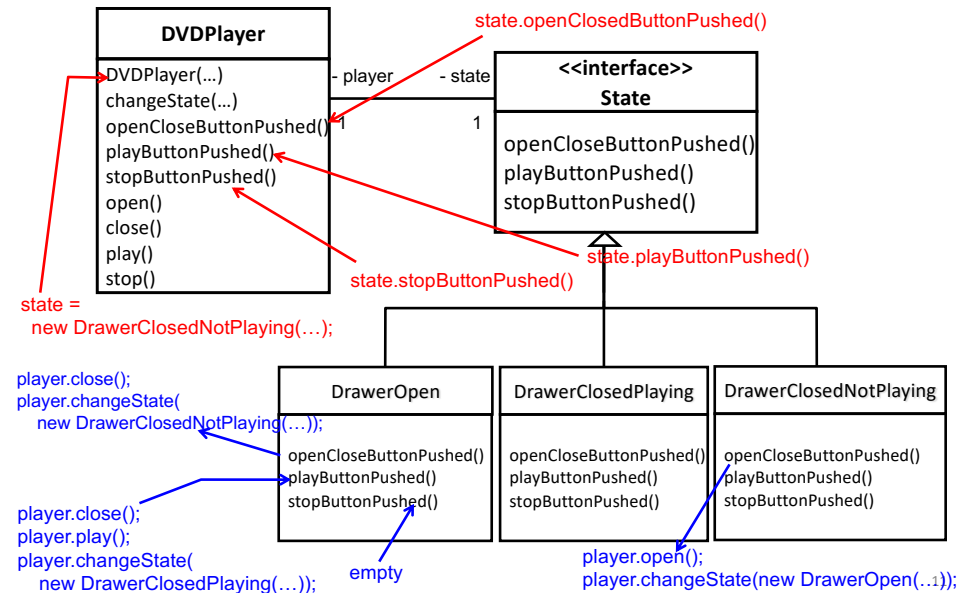 state.openClosedButtonPushed()
DVDPlayer
DVDPlayer(...)
changeState(...)
openCloseButtonPushed()
playButtonPushed()
stopButtonPushed()
open()
close()
play()
stop()
- player
- state
1
1
<<interface>>
State
openCloseButtonPushed()
playButtonPushed()
stopButtonPushed()
state.playButtonPushed()
state.stopButtonPushed()
state =
new DrawerClosedNotPlaying(...);
player.close();
player.changeState(
new DrawerClosedNotPlaying(...));
DrawerOpen
openCloseButtonPushed()
playButtonPushed()
stopButtonPushed()
DrawerClosedPlaying
openCloseButtonPushed()
playButtonPushed()
stopButtonPushed()
DrawerClosedNotPlaying
openCloseButtonPushed()
playButtonPushed()
stopButtonPushed()
player.close();
player.play();
player.changeState(
new DrawerClosedPlaying(...));
empty
player.open();
player.changeState(new DrawerOpen(...));